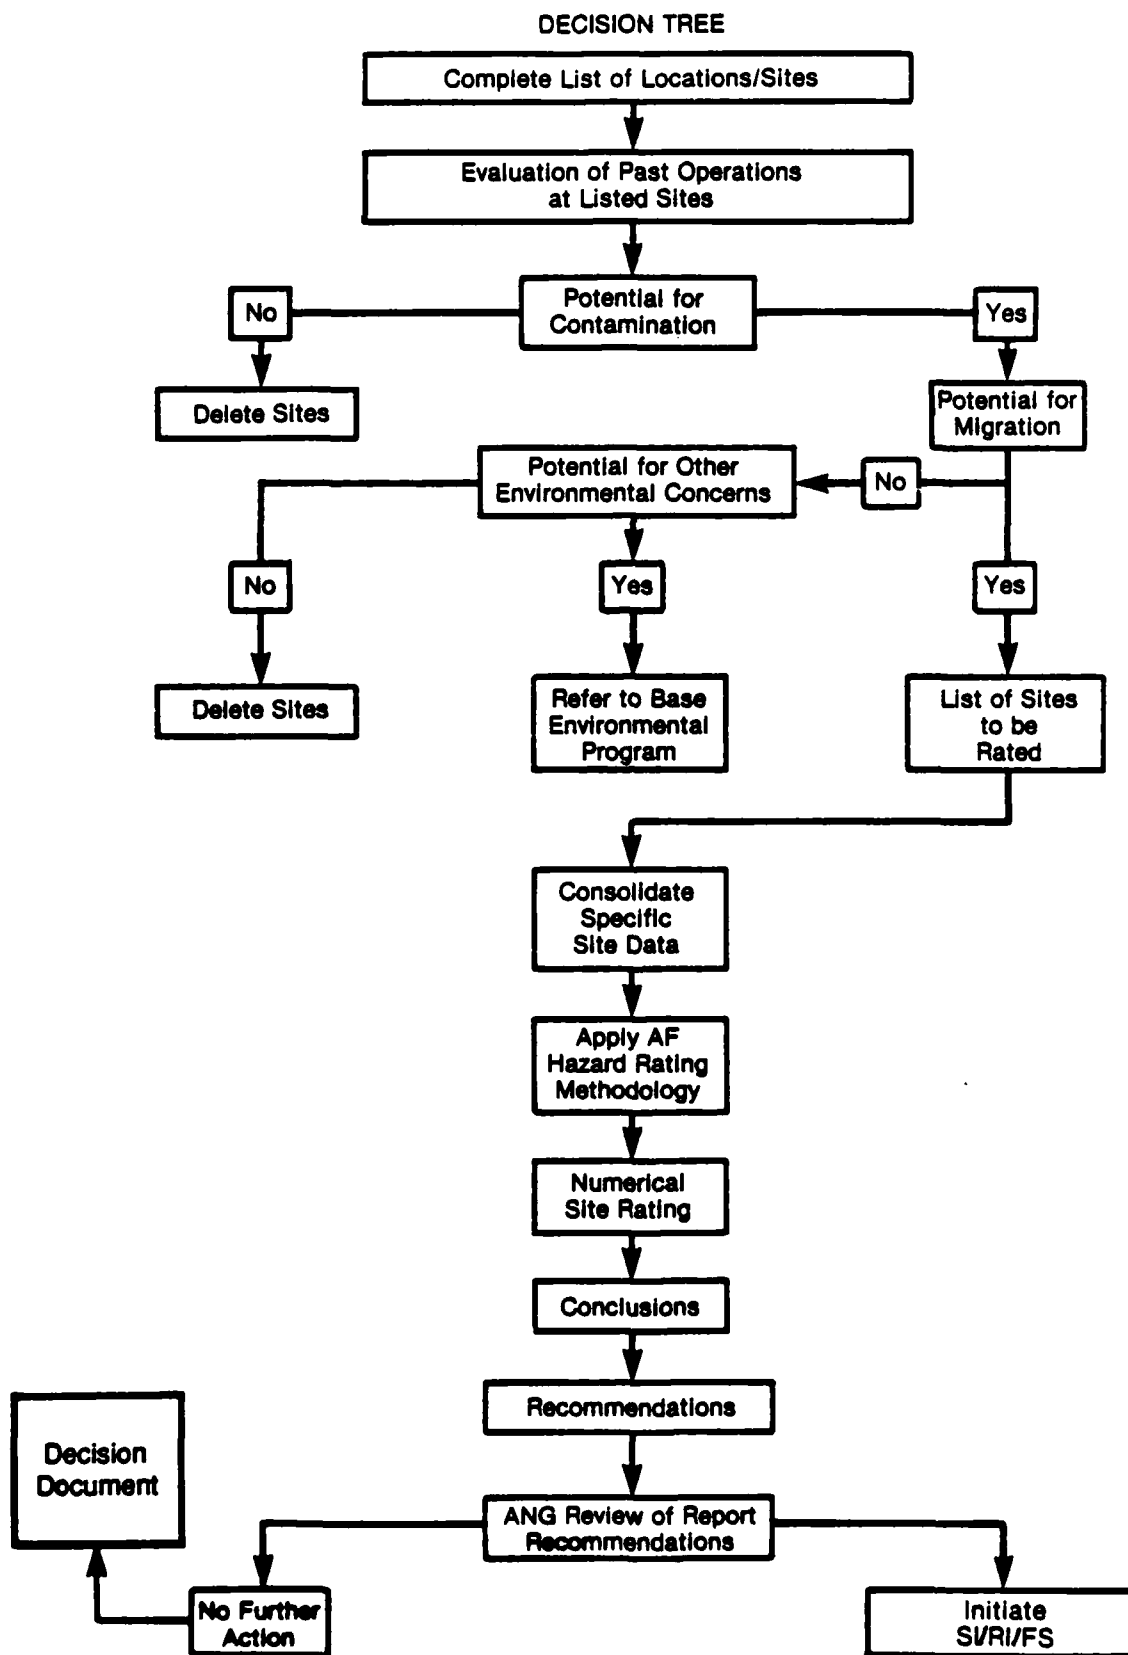 DECISION TREE
Complete List of Locations/Sites
Evaluation of Past Operations
at Listed Sites
No
Potential for
Contamination
Yes
Delete Sites
Potential for
Migration
Potential for Other
Environmental Concerns
No
No
Yes
Yes
Delete Sites
Refer to Base
Environmental
Program
List of Sites
to be
Rated
Consolidate
Specific
Site Data
Apply AF
Hazard Rating
Methodology
Numerical
Site Rating
Conclusions
Recommendations
Decision
Document
ANG Review of Report
Recommendations
No Further
Action
Initiate
SI/RI/FS